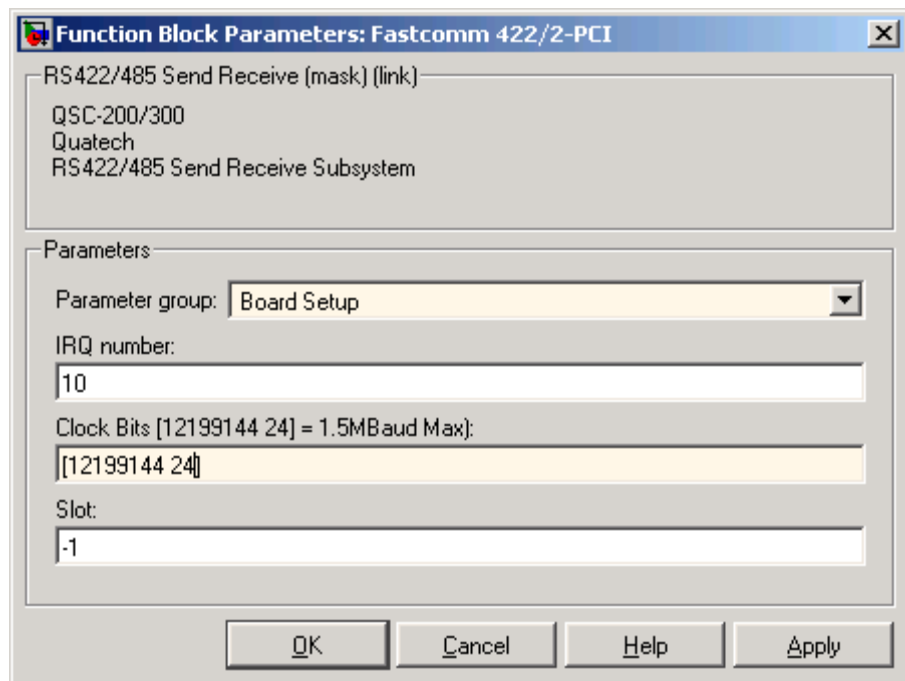 Function Block Parameters: Fastcomm 422/2-PCI
RS422/485 Send Receive (mask) (link)
QSC-200/300
Quatech
RS422/485 Send Receive Subsystem
Parameters
Parameter group: Board Setup
IRQ number:
10
Clock Bits [12199144 24] = 1.5MBaud Max):
[12199144 24]
Slot:
-1
OK Cancel Help Apply